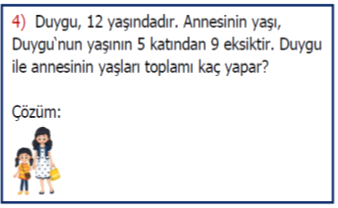 4) Duygu, 12 yaşındadır. Annesinin yaşı,
Duygu`nun yaşının 5 katından 9 eksiktir. Duygu
ile annesinin yaşları toplamı kaç yapar?
Çözüm: